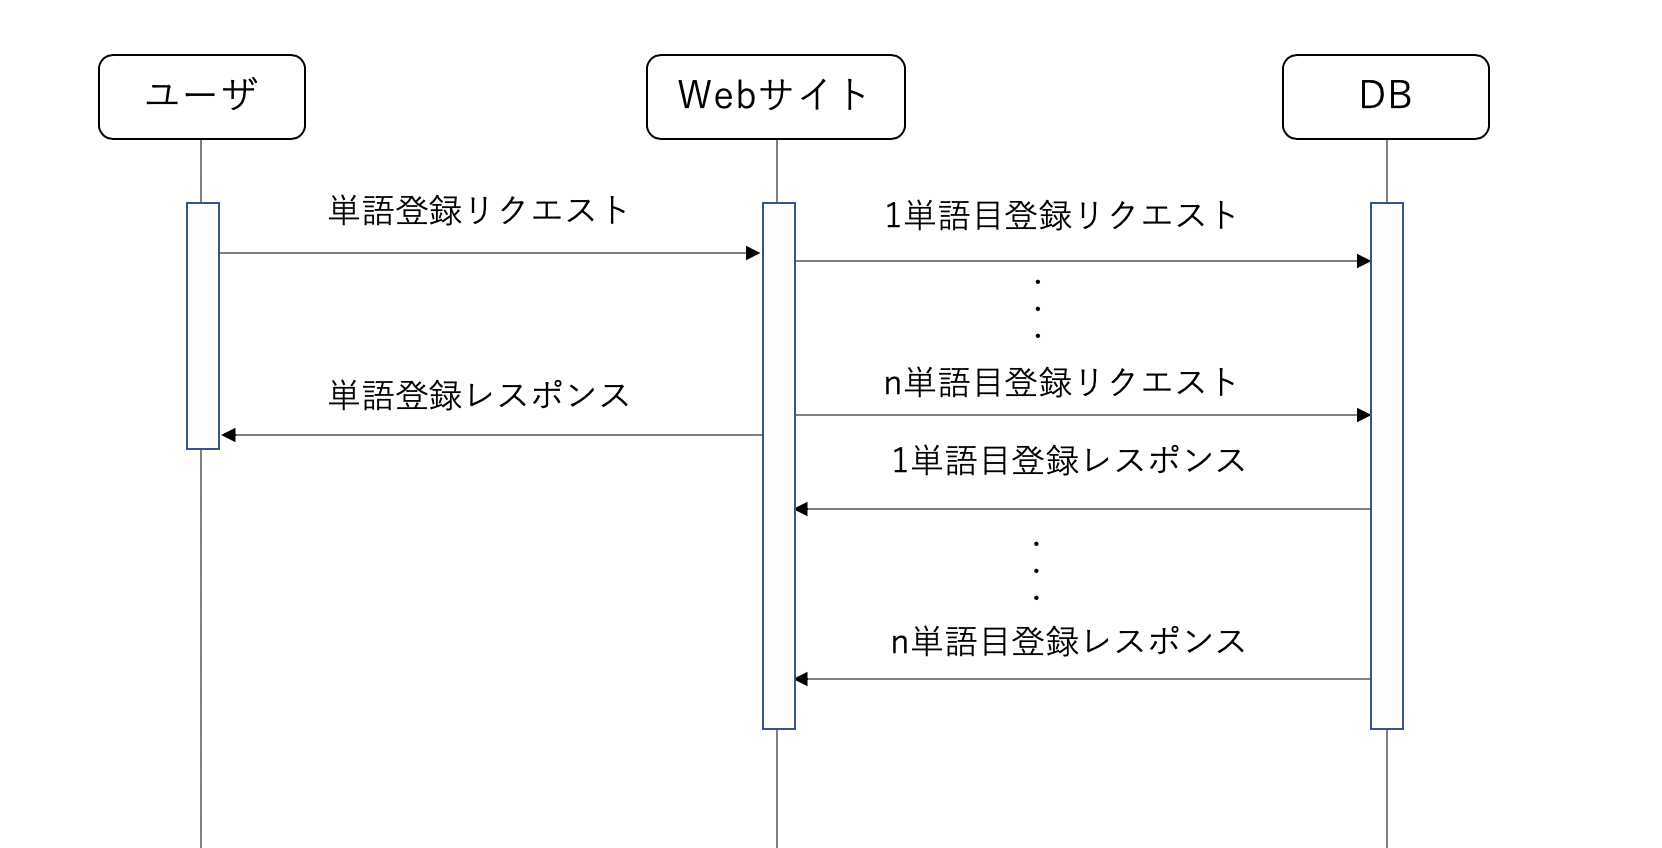 ユーザ
Webサイト
DB
単語登録リクエスト
1単語目登録リクエスト
・
・
・
n単語目登録リクエスト
単語登録レスポンス
1単語目登録レスポンス
・
・
・
n単語目登録レスポンス